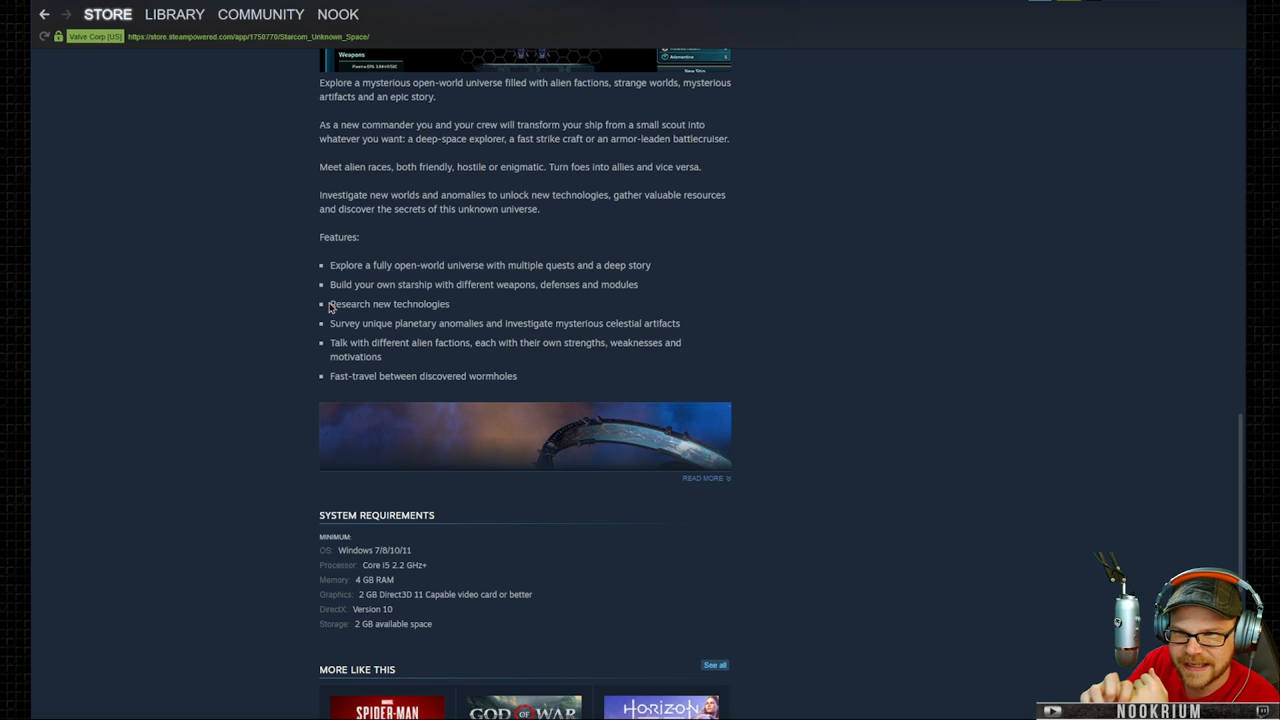 STORE LIBRARY COMMUNITY NOOK
Valve Corp [US] https://store.steampowered.com/app/1750770/Starcom_Unknown_Space/
Weapons
Adamantine
New Ship
Explore a mysterious open-world universe filled with alien factions, strange worlds, mysterious
artifacts and an epic story.
As a new commander you and your crew will transform your ship from a small scout into
whatever you want: a deep-space explorer, a fast strike craft or an armor-leaden battlecruiser.
Meet alien races, both friendly, hostile or enigmatic. Turn foes into allies and vice versa.
Investigate new worlds and anomalies to unlock new technologies, gather valuable resources
and discover the secrets of this unknown universe.
Features:
Explore a fully open-world universe with multiple quests and a deep story
Build your own starship with different weapons, defenses and modules
Research new technologies
Survey unique planetary anomalies and investigate mysterious celestial artifacts
Talk with different alien factions, each with their own strengths, weaknesses and
motivations
Fast-travel between discovered wormholes
READ MORE
SYSTEM REQUIREMENTS
MINIMUM:
OS: Windows 7/8/10/11
Processor: Core i5 2.2 GHz+
Memory: 4 GB RAM
Graphics: 2 GB Direct3D 11 Capable video card or better
DirectX: Version 10
Storage: 2 GB available space
MORE LIKE THIS See all
MARVEL
SPIDER-MAN
GOD OF WAR
HORIZON
NOOKRIUM